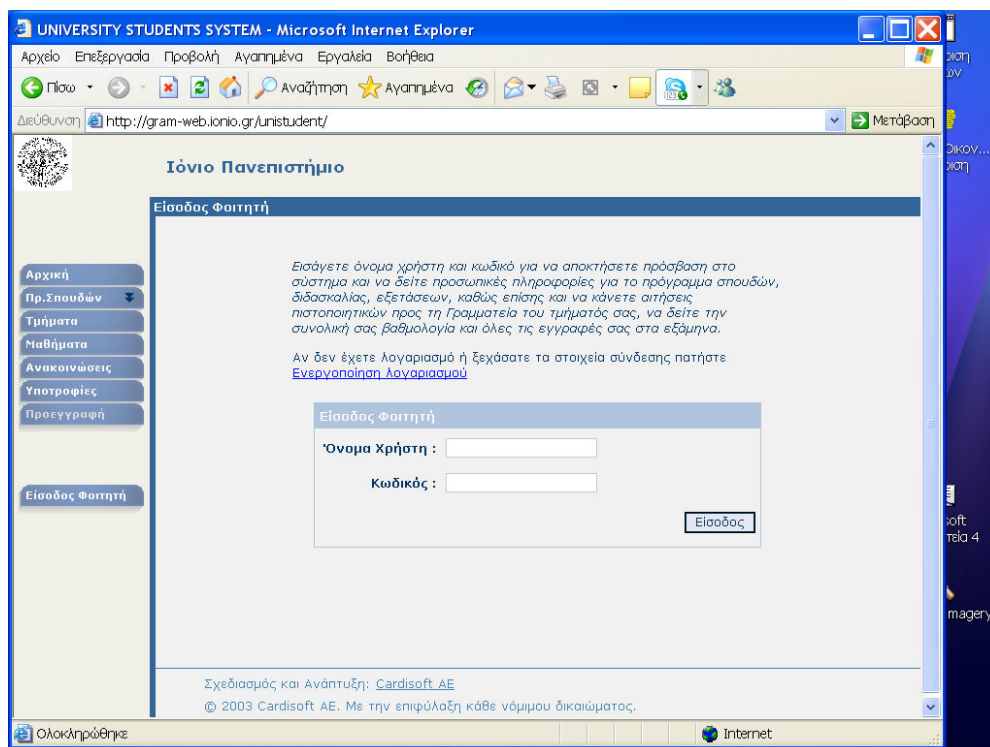 UNIVERSITY STUDENTS SYSTEM - Microsoft Internet Explorer
Αρχείο Επεξεργασία Προβολή Αγαπημένα Εργαλεία Βοήθεια
Πίσω Αναζήτηση Αγαπημένα
Διεύθυνση http://gram-web.ionio.gr/unistudent/ Μετάβαση
Ιόνιο Πανεπιστήμιο
Είσοδος Φοιτητή
Αρχική
Πρ.Σπουδών
Τμήματα
Μαθήματα
Ανακοινώσεις
Υποτροφίες
Προεγγραφή
Είσοδος Φοιτητή
Εισάγετε όνομα χρήστη και κωδικό για να αποκτήσετε πρόσβαση στο
σύστημα και να δείτε προσωπικές πληροφορίες για το πρόγραμμα σπουδών,
διδασκαλίας, εξετάσεων, καθώς επίσης και να κάνετε αιτήσεις
πιστοποιητικών προς τη Γραμματεία του τμήματός σας, να δείτε την
συνολική σας βαθμολογία και όλες τις εγγραφές σας στα εξάμηνα.
Αν δεν έχετε λογαριασμό ή ξεχάσατε τα στοιχεία σύνδεσης πατήστε
Ενεργοποίηση λογαριασμού
Είσοδος Φοιτητή
Όνομα Χρήστη :
Κωδικός :
Είσοδος
Σχεδιασμός και Ανάπτυξη: Cardisoft AE
© 2003 Cardisoft AE. Με την επιφύλαξη κάθε νόμιμου δικαιώματος.
Ολοκληρώθηκε Internet